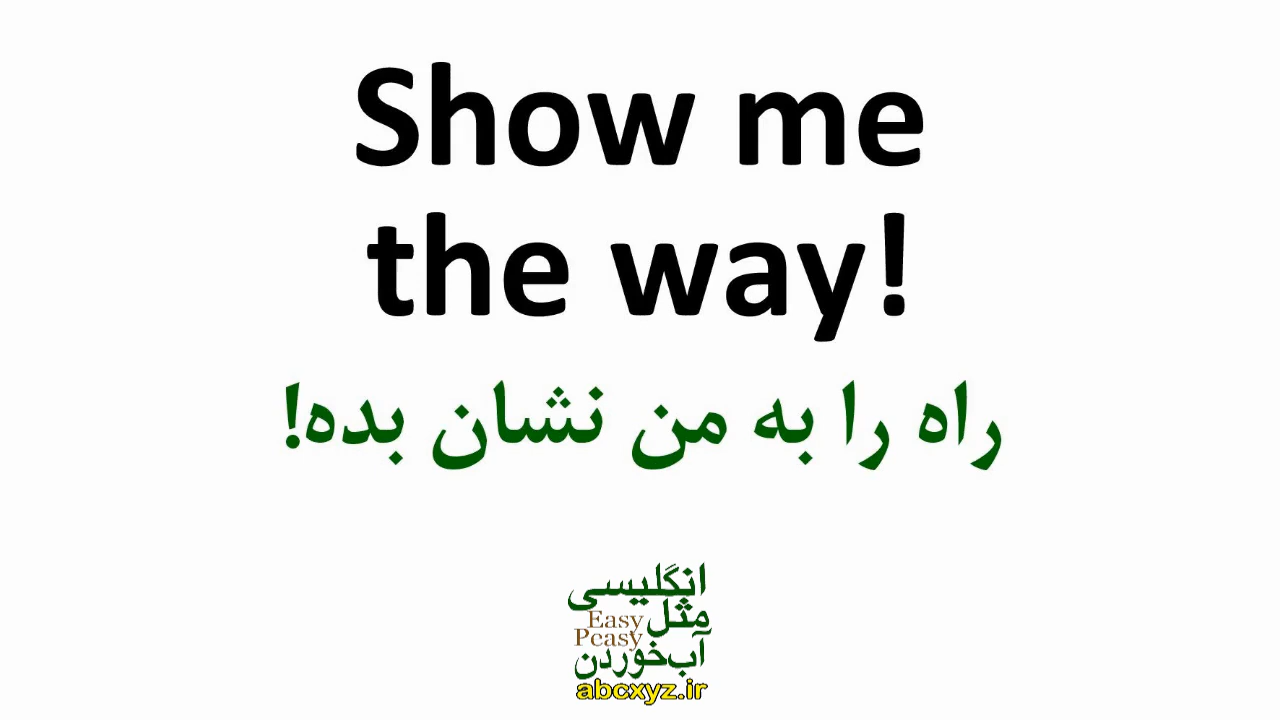 Show me
the way!
راه را به من نشان بده!
انگلیسی
مثل
Easy
Peasy
آب‌خوردن
abcxyz.ir